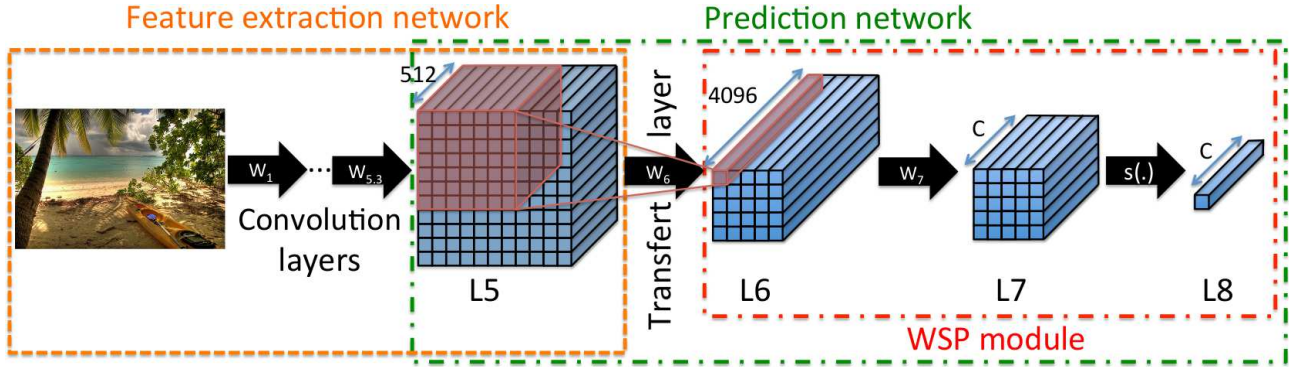 Feature extraction network
Prediction network
512
4096
C
C
W1
...
W5.3
W6
W7
s(.)
Convolution
layers
Transfert layer
L5
L6
L7
L8
WSP module